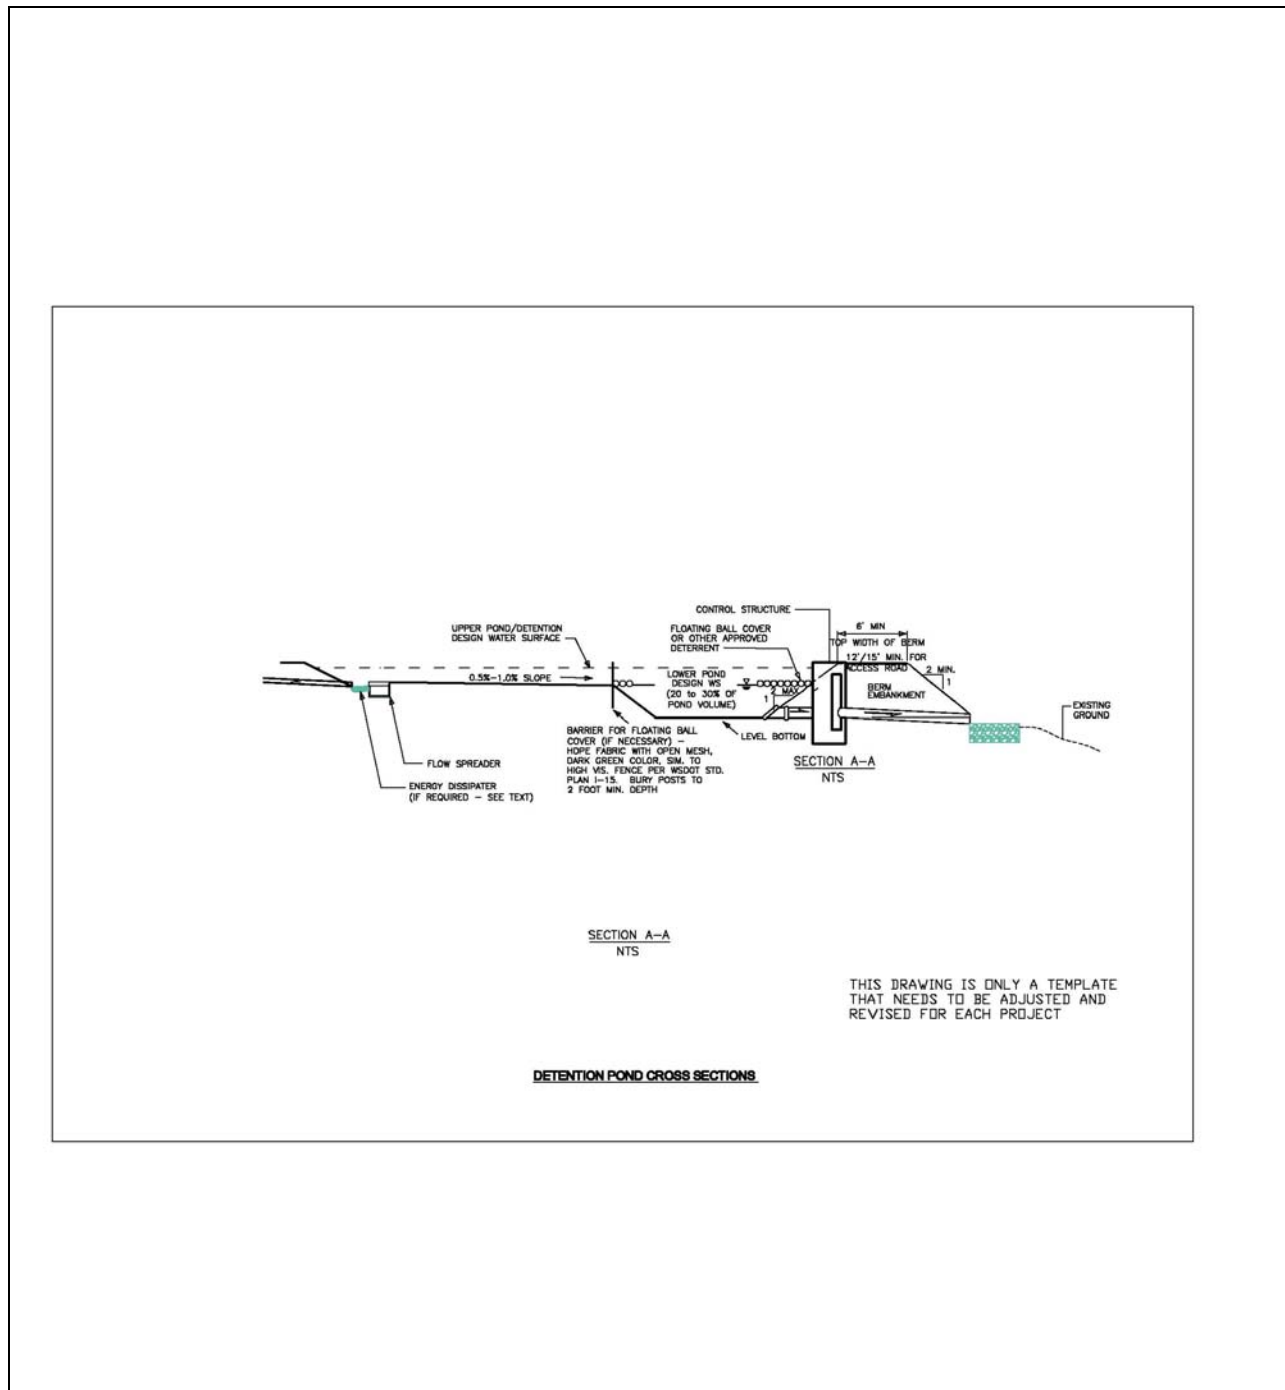 CONTROL STRUCTURE
UPPER POND/DETENTION
DESIGN WATER SURFACE
FLOATING BALL COVER
OR OTHER APPROVED
DETERRENT
6' MIN
TOP WIDTH OF BERM
12'/15' MIN. FOR
ACCESS ROAD
2 MIN.
1
0.5%-1.0% SLOPE
LOWER POND
DESIGN WS
(20 to 30% OF
POND VOLUME)
2
MAX
1
BERM
EMBANKMENT
EXISTING
GROUND
LEVEL BOTTOM
BARRIER FOR FLOATING BALL
COVER (IF NECESSARY) –
HOPE FABRIC WITH OPEN MESH,
DARK GREEN COLOR, SIM. TO
HIGH VIS. FENCE PER WSDOT STD.
PLAN I-15. BURY POSTS TO
2 FOOT MIN. DEPTH
FLOW SPREADER
ENERGY DISSIPATER
(IF REQUIRED – SEE TEXT)
SECTION A-A
NTS
SECTION A-A
NTS
THIS DRAWING IS ONLY A TEMPLATE
THAT NEEDS TO BE ADJUSTED AND
REVISED FOR EACH PROJECT
DETENTION POND CROSS SECTIONS